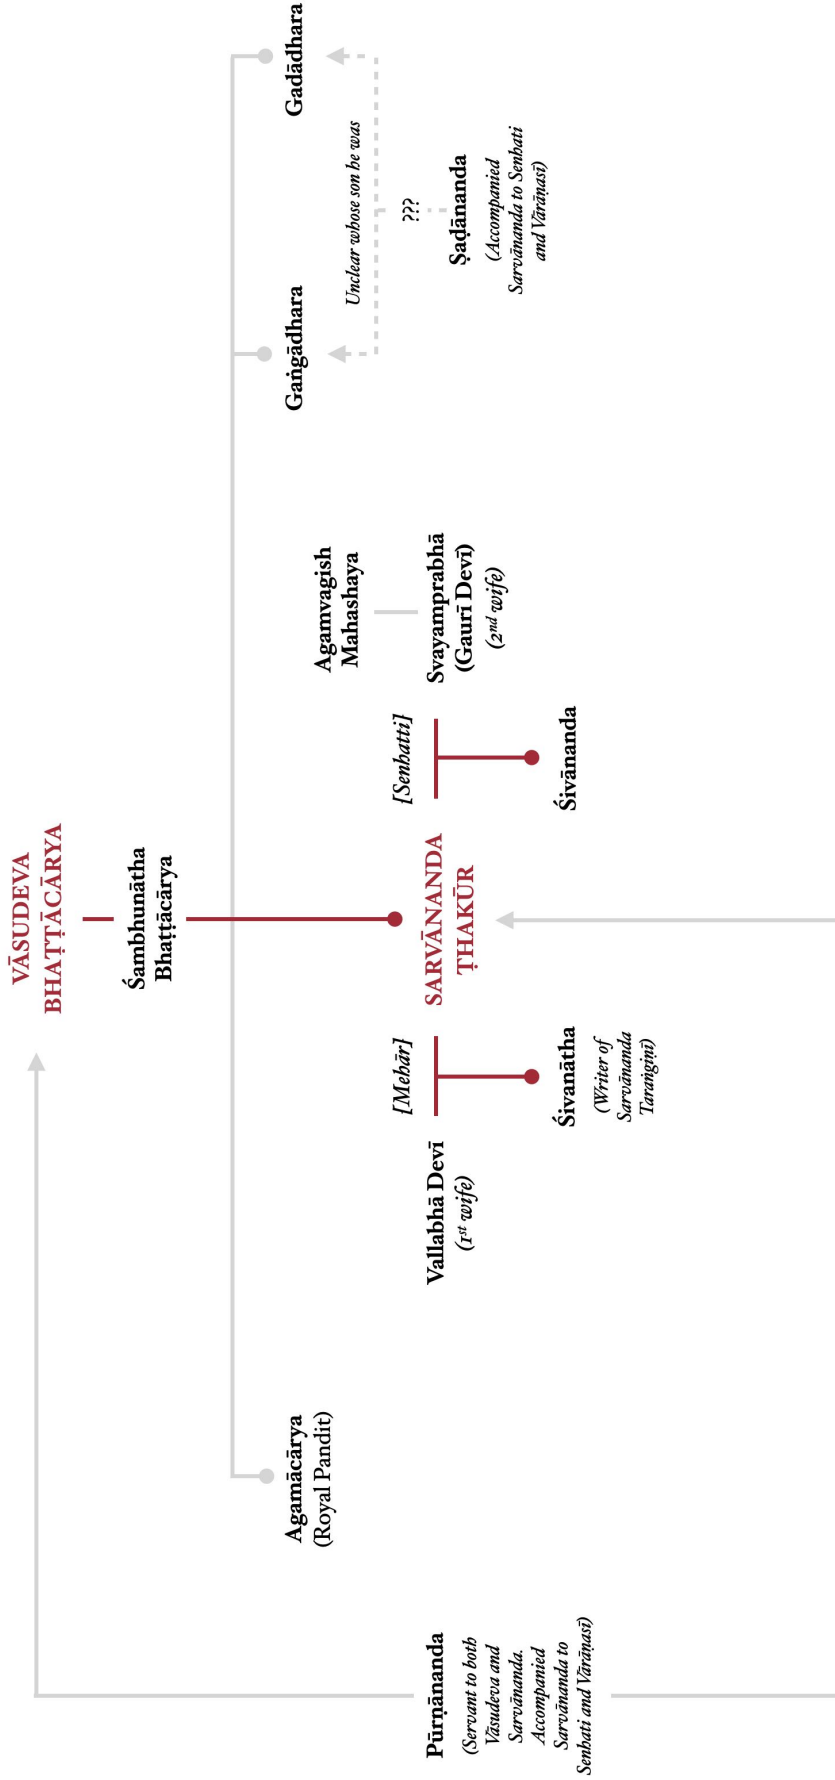 VĀSUDEVA
BHAṬṬĀCĀRYA
Śambhunātha
Bhaṭṭācārya
Agamācārya
(Royal Pandit)
Gaṅgādhara
Gadādhara
Agamvagish
Mahashaya
Unclear whose son he was
???
[Mehār]
[Senhatti]
Pūrṇānanda
(Servant to both
Vāsudeva and
Sarvānanda.
Accompanied
Sarvānanda to
Senhati and Vārāṇasī)
Vallabhā Devī
(1st wife)
SARVĀNANDA
ṬHAKŪR
Svayamprabhā
(Gaurī Devī)
(2nd wife)
Ṣaḍānanda
(Accompanied
Sarvānanda to Senhati
and Vārāṇasī)
Śivanātha
(Writer of
Sarvānanda
Taraṅgiṇī)
Śivānanda